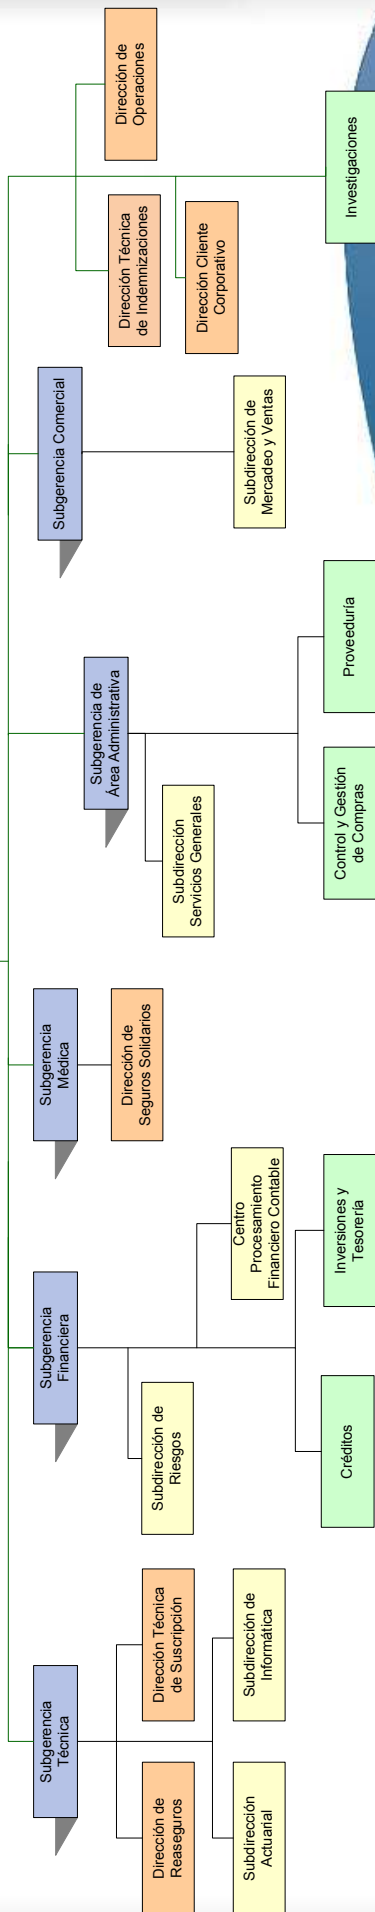 Subgerencia
Técnica
Dirección de
Reaseguros
Dirección Técnica
de Suscripción
Subdirección
Actuarial
Subdirección de
Informática
Subgerencia
Financiera
Subdirección de
Riesgos
Centro
Procesamiento
Financiero Contable
Créditos
Inversiones y
Tesorería
Subgerencia
Médica
Dirección de
Seguros Solidarios
Subgerencia de
Área Administrativa
Subdirección
Servicios Generales
Control y Gestión
de Compras
Proveeduría
Subgerencia Comercial
Subdirección de
Mercadeo y Ventas
Dirección Técnica
de Indemnizaciones
Dirección de
Operaciones
Dirección Cliente
Corporativo
Investigaciones